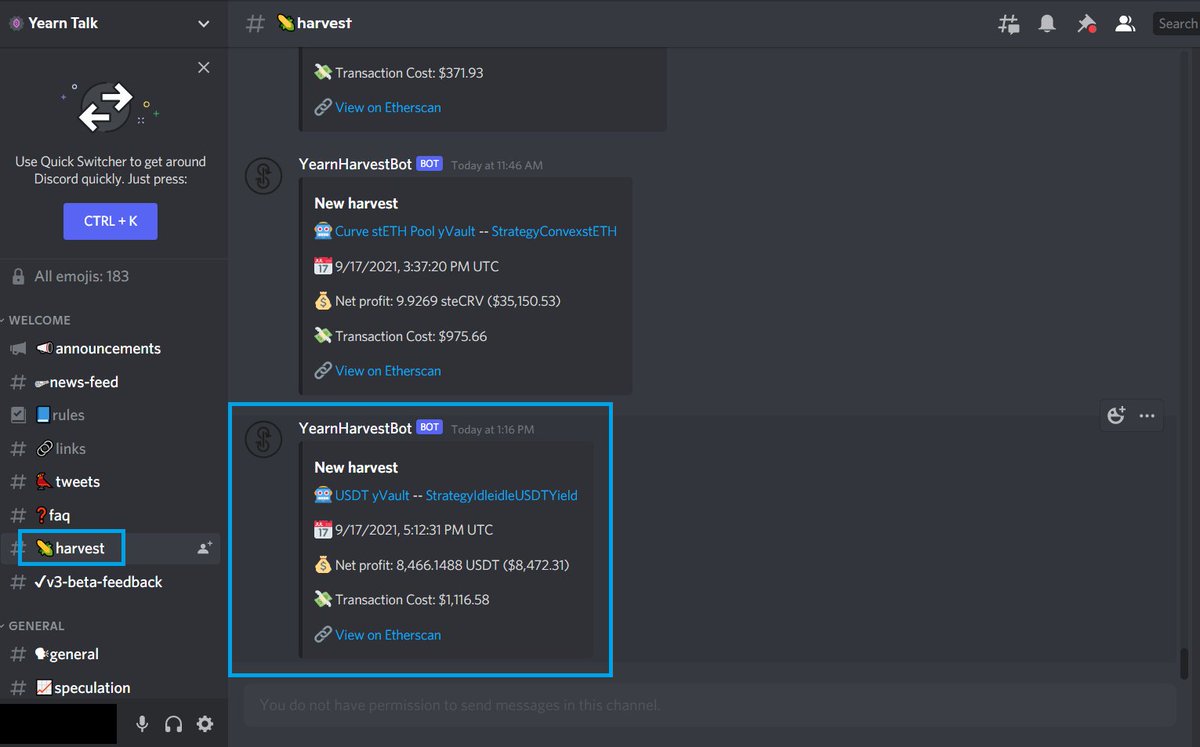 Yearn Talk
Use Quick Switcher to get around
Discord quickly. Just press:
CTRL + K
All emojis: 183
WELCOME
announcements
news-feed
rules
links
tweets
faq
harvest
v3-beta-feedback
GENERAL
general
speculation
harvest
Search
Transaction Cost: $371.93
View on Etherscan
YearnHarvestBot BOT Today at 11:46 AM
New harvest
Curve stETH Pool yVault -- StrategyConvexstETH
9/17/2021, 3:37:20 PM UTC
Net profit: 9.9269 steCRV ($35,150.53)
Transaction Cost: $975.66
View on Etherscan
YearnHarvestBot BOT Today at 1:16 PM
New harvest
USDT yVault -- StrategyIdleidleUSDTYield
9/17/2021, 5:12:31 PM UTC
Net profit: 8,466.1488 USDT ($8,472.31)
Transaction Cost: $1,116.58
View on Etherscan
You do not have permission to send messages in this channel.